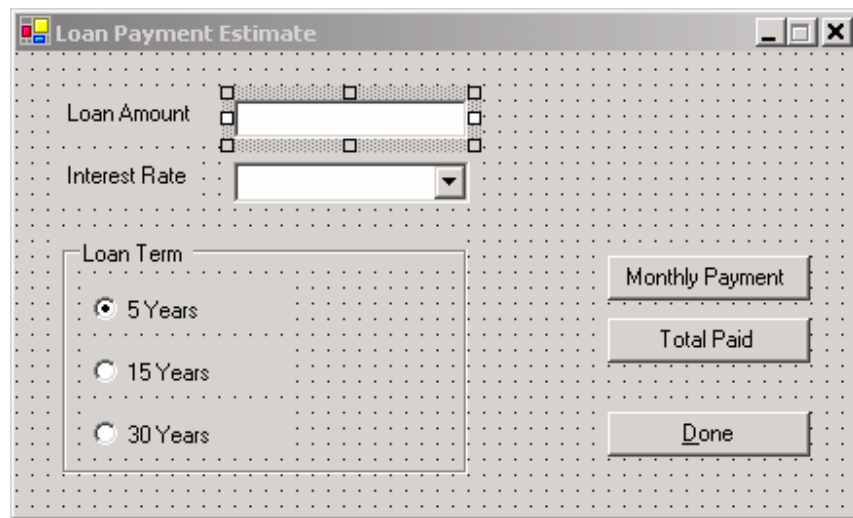 Loan Payment Estimate
Loan Amount
Interest Rate
Loan Term
5 Years
15 Years
30 Years
Monthly Payment
Total Paid
Done